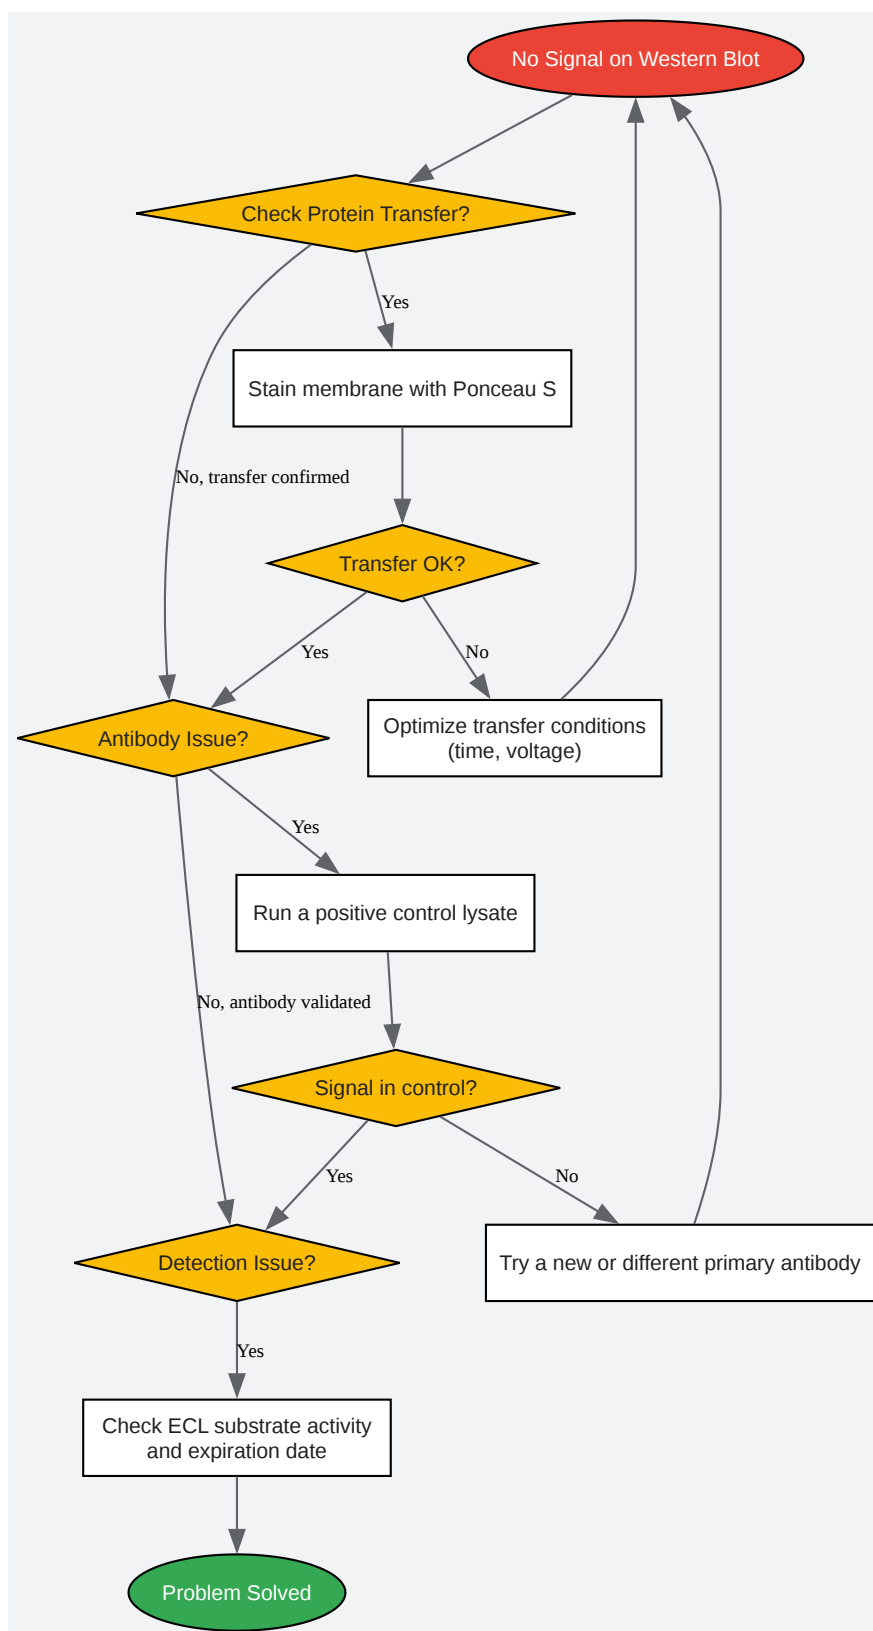 No Signal on Western Blot
Check Protein Transfer?
Yes
Stain membrane with Ponceau S
No, transfer confirmed
Transfer OK?
Yes
No
Optimize transfer conditions
(time, voltage)
Antibody Issue?
Yes
Run a positive control lysate
No, antibody validated
Signal in control?
Yes
No
Detection Issue?
Try a new or different primary antibody
Yes
Check ECL substrate activity
and expiration date
Problem Solved